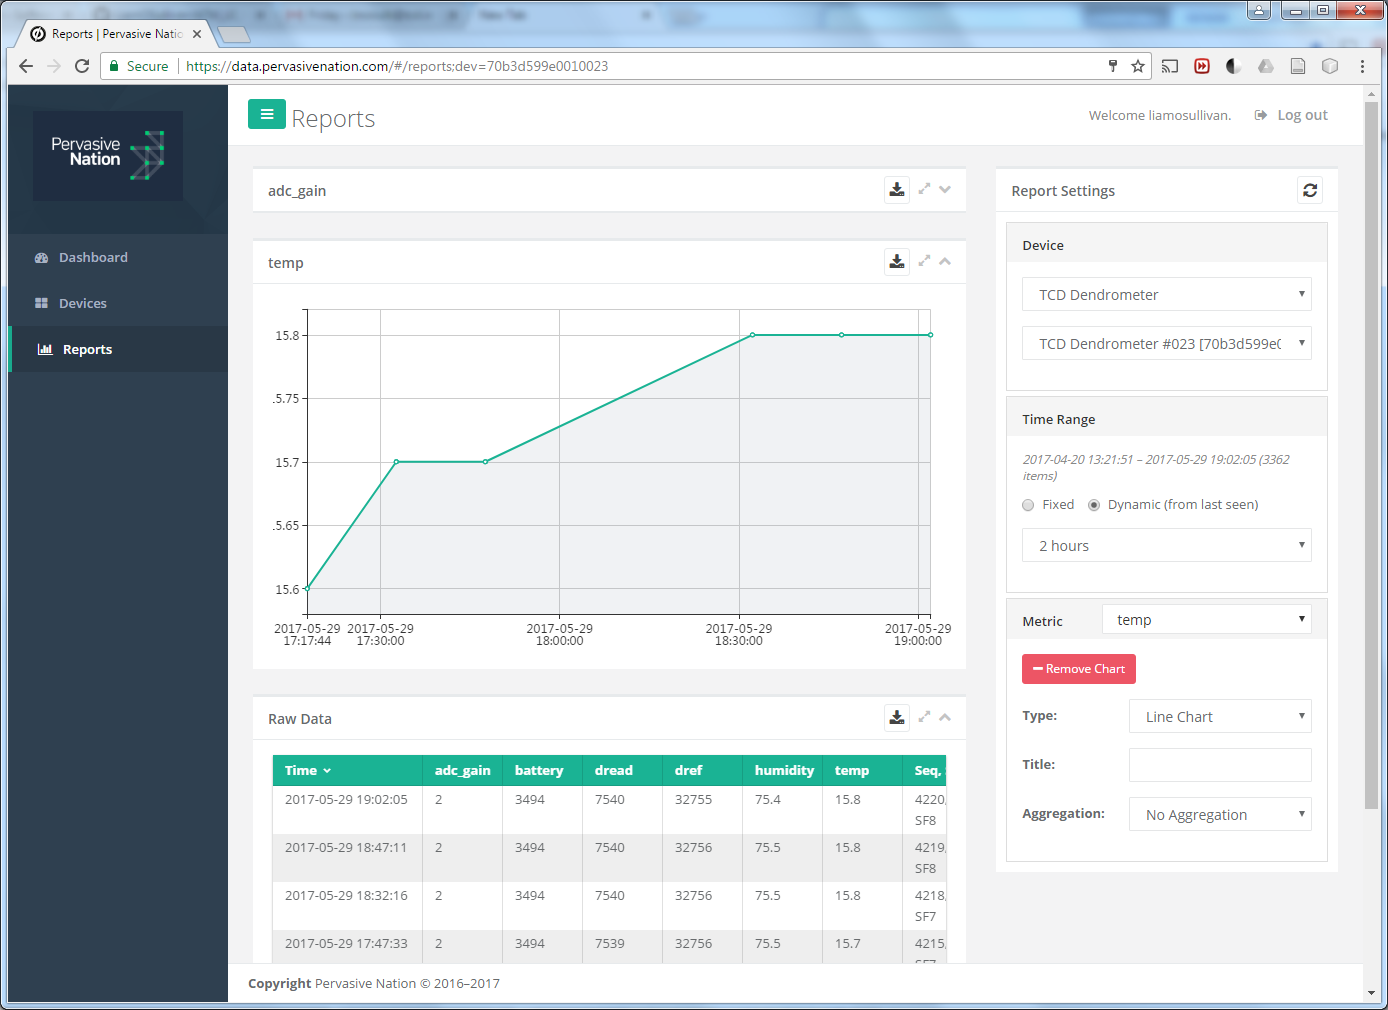 Reports | Pervasive Natio
Secure
https://data.pervasivenation.com/#/reports;dev=70b3d599e0010023
Pervasive
Nation
Reports
Welcome liamosullivan.
Log out
Dashboard
Devices
Reports
adc_gain
temp
15.8
5.75
15.7
5.65
15.6
2017-05-29 2017-05-29 2017-05-29 2017-05-29 2017-05-29
17:17:44 17:30:00 18:00:00 18:30:00 19:00:00
Raw Data
Time adc_gain battery dread dref humidity temp Seq,
2017-05-29 19:02:05 2 3494 7540 32755 75.4 15.8 4220,
SF8
2017-05-29 18:47:11 2 3494 7540 32756 75.5 15.8 4219,
SF8
2017-05-29 18:32:16 2 3494 7540 32756 75.5 15.8 4218,
SF7
2017-05-29 17:47:33 2 3494 7539 32756 75.5 15.7 4215,
Report Settings
Device
TCD Dendrometer
TCD Dendrometer #023 [70b3d599e0
Time Range
2017-04-20 13:21:51 – 2017-05-29 19:02:05 (3362
items)
Fixed Dynamic (from last seen)
2 hours
Metric temp
Remove Chart
Type: Line Chart
Title:
Aggregation: No Aggregation
Copyright Pervasive Nation © 2016–2017